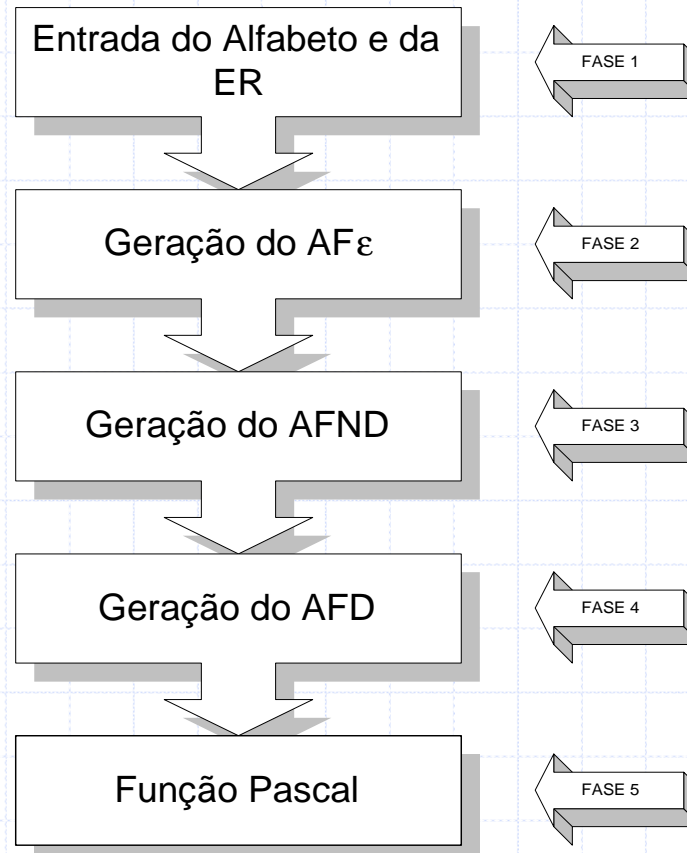 Entrada do Alfabeto e da
ER
FASE 1
Geração do AFε
FASE 2
Geração do AFND
FASE 3
Geração do AFD
FASE 4
Função Pascal
FASE 5